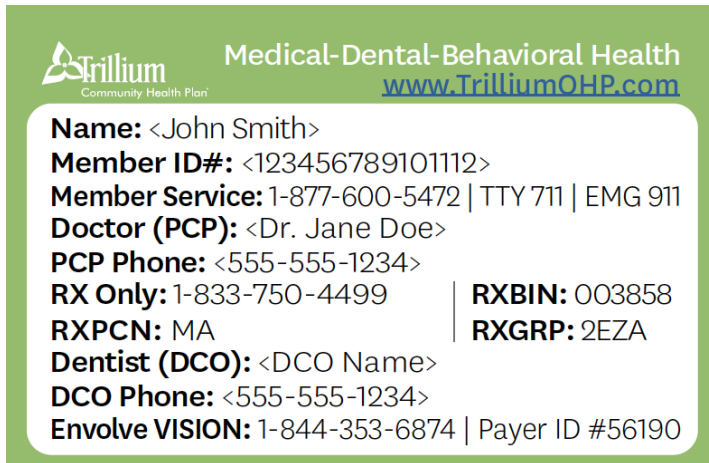 Trillium
Community Health Plan
Medical-Dental-Behavioral Health
www.TrilliumOHP.com
Name: <John Smith>
Member ID#: <123456789101112>
Member Service: 1-877-600-5472 | TTY 711 | EMG 911
Doctor (PCP): <Dr. Jane Doe>
PCP Phone: <555-555-1234>
RX Only: 1-833-750-4499 | RXBIN: 003858
RXPCN: MA | RXGRP: 2EZA
Dentist (DCO): <DCO Name>
DCO Phone: <555-555-1234>
Envolve VISION: 1-844-353-6874 | Payer ID #56190